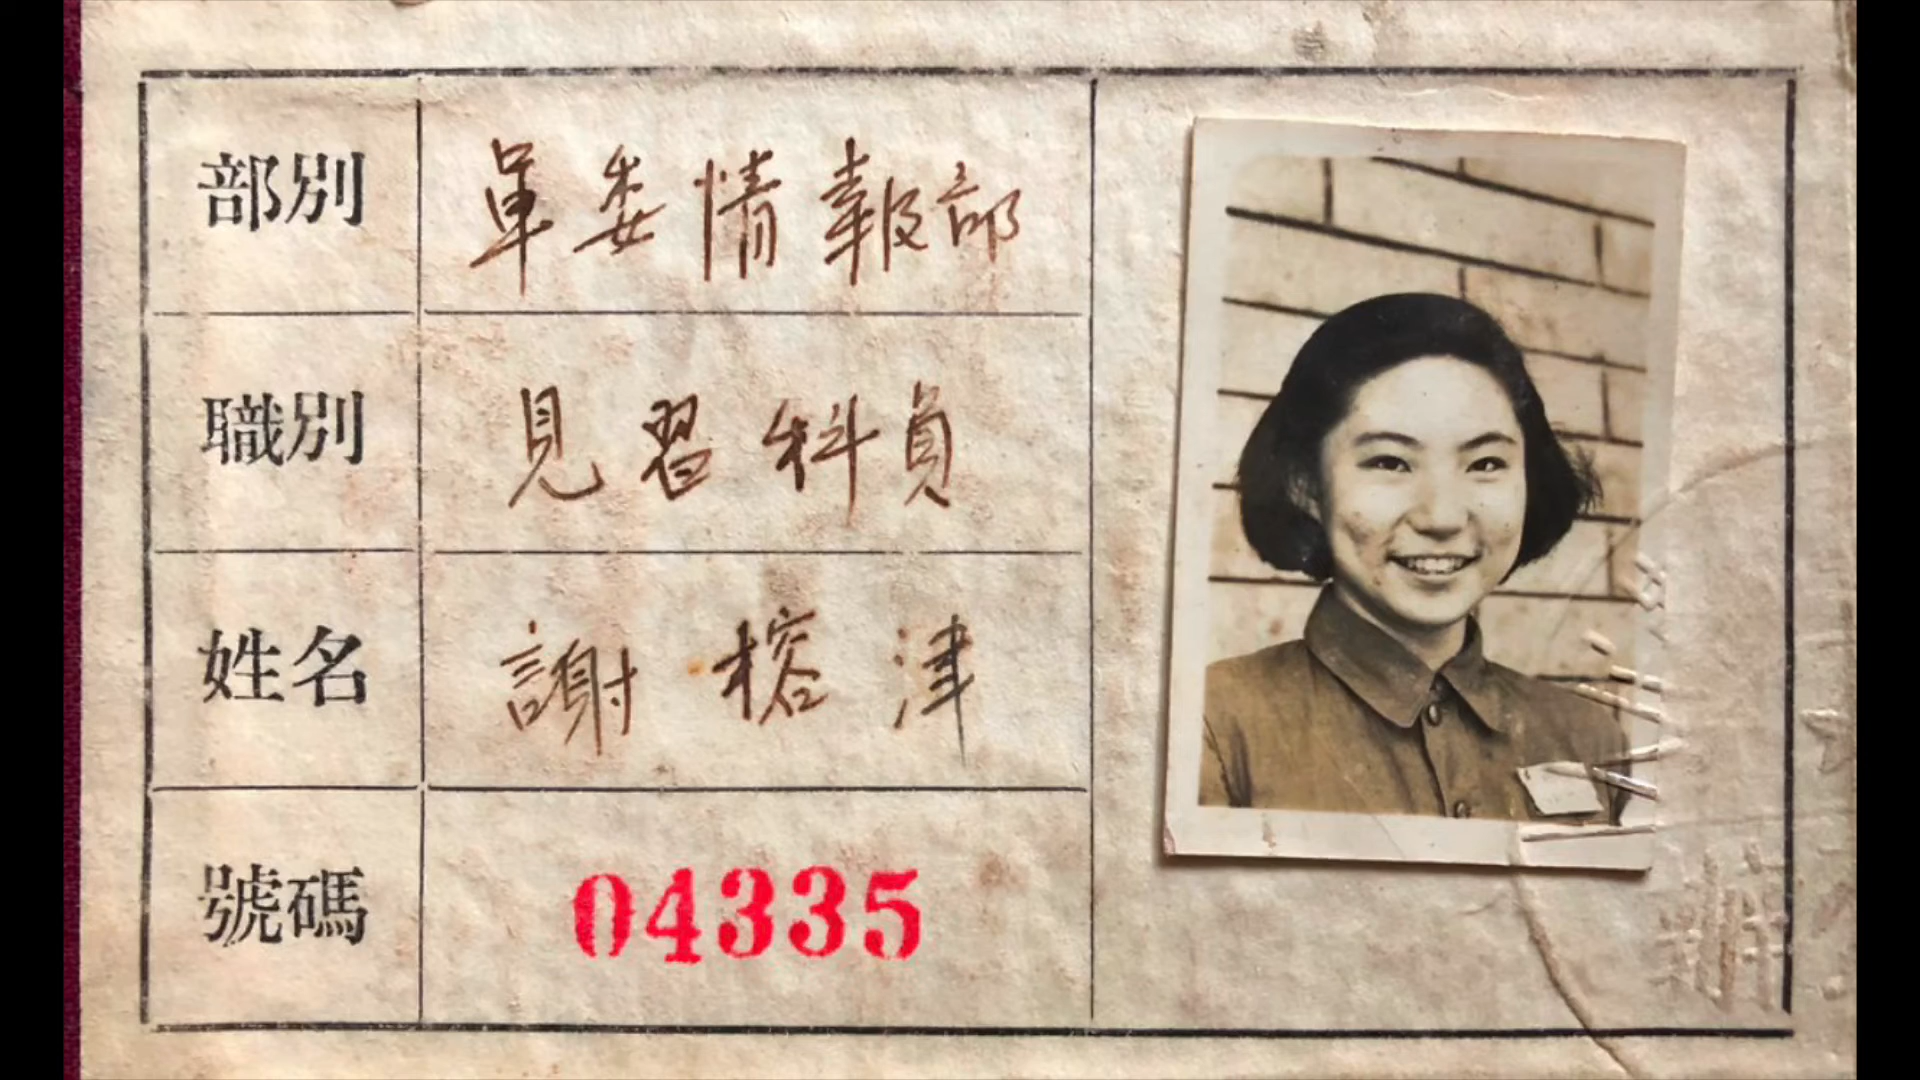 部別 軍委情報部
職別 見習科員
姓名 謝榕津
號碼 04335